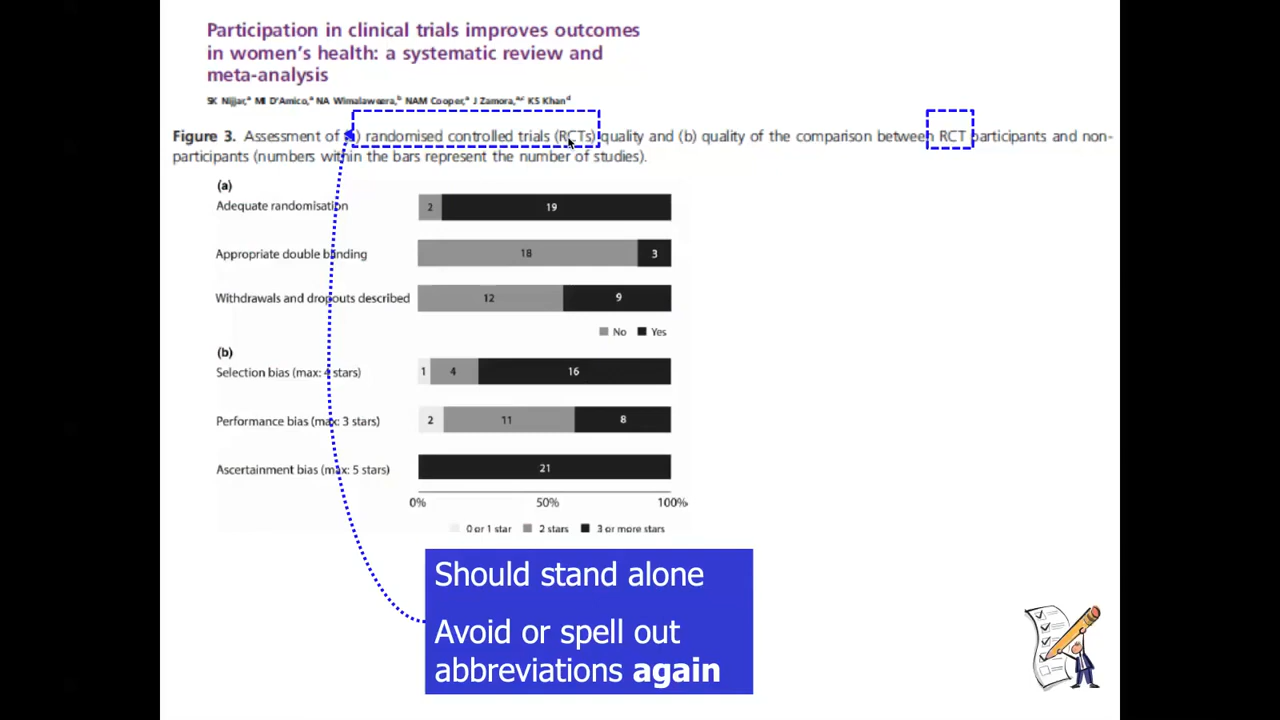 Participation in clinical trials improves outcomes
in women's health: a systematic review and
meta-analysis
SK Nijjar,a MI D'Amico,a NA Wimalaweera,b NAM Cooper,a J Zamora,a,c KS Khand
Figure 3. Assessment of (a) randomised controlled trials (RCTs) quality and (b) quality of the comparison between RCT participants and non-
participants (numbers within the bars represent the number of studies).
(a)
Adequate randomisation 2 19
Appropriate double blinding 18 3
Withdrawals and dropouts described 12 9
No Yes
(b)
Selection bias (max: 4 stars) 1 4 16
Performance bias (max: 3 stars) 2 11 8
Ascertainment bias (max: 5 stars) 21
0% 50% 100%
0 or 1 star 2 stars 3 or more stars
Should stand alone
Avoid or spell out
abbreviations again